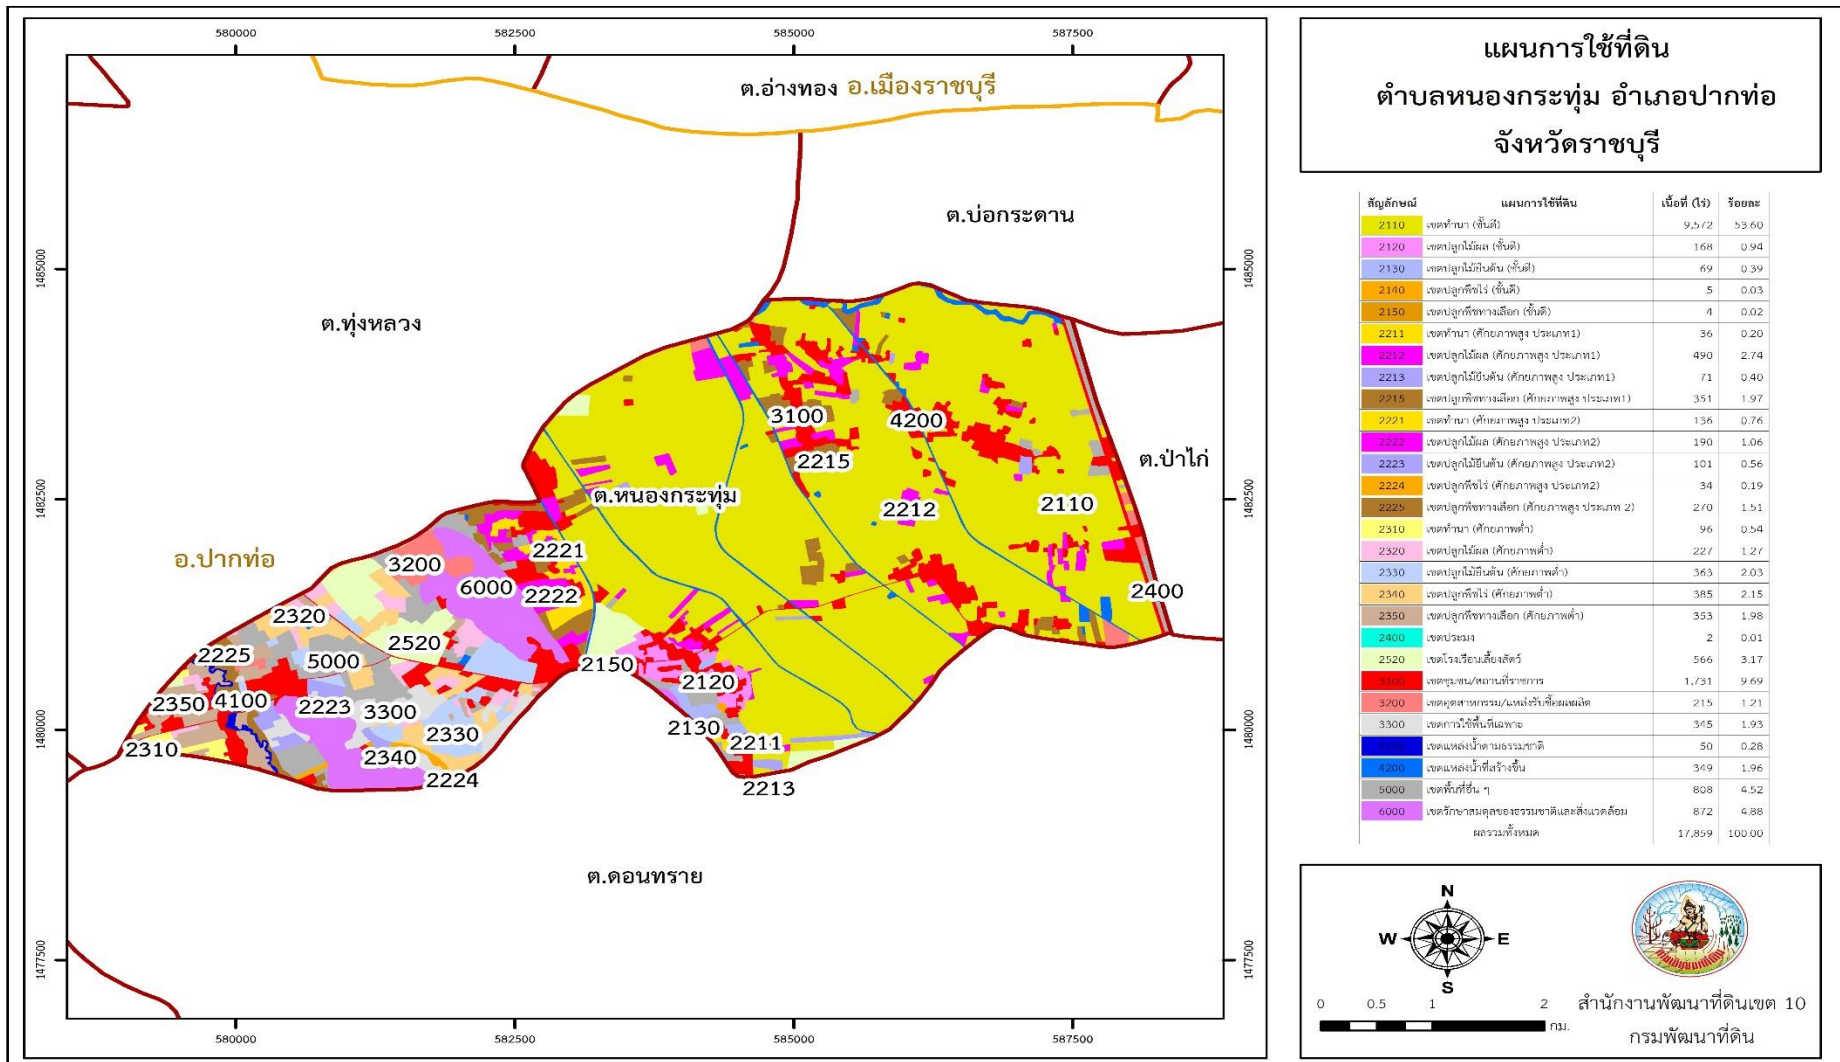 แผนการใช้ที่ดิน
ตำบลหนองกระทุ่ม อำเภอปากท่อ
จังหวัดราชบุรี
580000
582500
585000
587500
1485000
1482500
1480000
1477500
1485000
1482500
1480000
1477500
580000
582500
585000
587500
ต.อ่างทอง อ.เมืองราชบุรี
ต.บ่อกระดาน
ต.ทุ่งหลวง
ต.ป่าไก่
ต.หนองกระทุ่ม
อ.ปากท่อ
ต.ดอนทราย
3100
4200
2215
2212
2110
2221
3200
6000
2222
2400
2320
2520
2225
5000
2150
2120
2350
4100
2223
3300
2130
2330
2310
2340
2211
2224
2213
สัญลักษณ์ แผนการใช้ที่ดิน เนื้อที่ (ไร่) ร้อยละ
2110 เขตทำนา (ชั้นดี) 9,572 53.60
2120 เขตปลูกไม้ผล (ชั้นดี) 168 0.94
2130 เขตปลูกไม้ยืนต้น (ชั้นดี) 69 0.39
2140 เขตปลูกพืชไร่ (ชั้นดี) 5 0.03
2150 เขตปลูกพืชทางเลือก (ชั้นดี) 4 0.02
2211 เขตทำนา (ศักยภาพสูง ประเภท1) 36 0.20
2212 เขตปลูกไม้ผล (ศักยภาพสูง ประเภท1) 490 2.74
2213 เขตปลูกไม้ยืนต้น (ศักยภาพสูง ประเภท1) 71 0.40
2215 เขตปลูกพืชทางเลือก (ศักยภาพสูง ประเภท1) 351 1.97
2221 เขตทำนา (ศักยภาพสูง ประเภท2) 136 0.76
2222 เขตปลูกไม้ผล (ศักยภาพสูง ประเภท2) 190 1.06
2223 เขตปลูกไม้ยืนต้น (ศักยภาพสูง ประเภท2) 101 0.56
2224 เขตปลูกพืชไร่ (ศักยภาพสูง ประเภท2) 34 0.19
2225 เขตปลูกพืชทางเลือก (ศักยภาพสูง ประเภท 2) 270 1.51
2310 เขตทำนา (ศักยภาพต่ำ) 96 0.54
2320 เขตปลูกไม้ผล (ศักยภาพต่ำ) 227 1.27
2330 เขตปลูกไม้ยืนต้น (ศักยภาพต่ำ) 363 2.03
2340 เขตปลูกพืชไร่ (ศักยภาพต่ำ) 385 2.15
2350 เขตปลูกพืชทางเลือก (ศักยภาพต่ำ) 353 1.98
2400 เขตประมง 2 0.01
2520 เขตโรงเรือนเลี้ยงสัตว์ 566 3.17
3100 เขตชุมชน/สถานที่ราชการ 1,731 9.69
3200 เขตอุตสาหกรรม/แหล่งรับซื้อผลผลิต 215 1.21
3300 เขตการใช้พื้นที่เฉพาะ 345 1.93
เขตแหล่งน้ำตามธรรมชาติ 50 0.28
4200 เขตแหล่งน้ำที่สร้างขึ้น 349 1.96
5000 เขตพื้นที่อื่น ๆ 808 4.52
6000 เขตรักษาสมดุลของธรรมชาติและสิ่งแวดล้อม 872 4.88
ผลรวมทั้งหมด 17,859 100.00
N
W E
S
0 0.5 1 2
กม.
สำนักงานพัฒนาที่ดินเขต 10
กรมพัฒนาที่ดิน